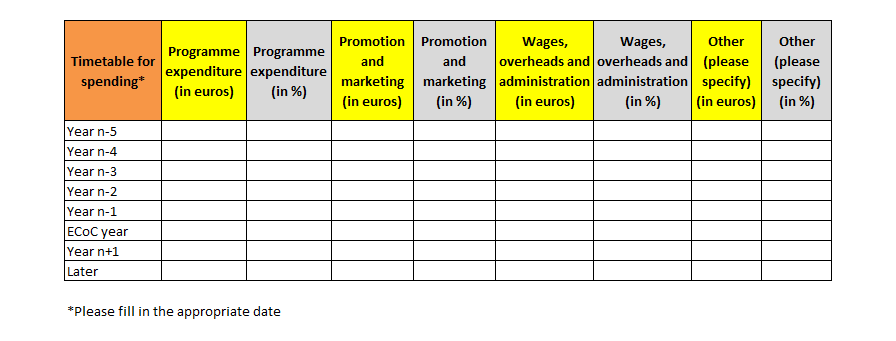 Timetable for
spending*
Programme
expenditure
(in euros)
Programme
expenditure
(in %)
Promotion
and
marketing
(in euros)
Promotion
and
marketing
(in %)
Wages,
overheads and
administration
(in euros)
Wages,
overheads and
administration
(in %)
Other
(please
specify)
(in euros)
Other
(please
specify)
(in %)
Year n-5
Year n-4
Year n-3
Year n-2
Year n-1
ECoC year
Year n+1
Later
*Please fill in the appropriate date